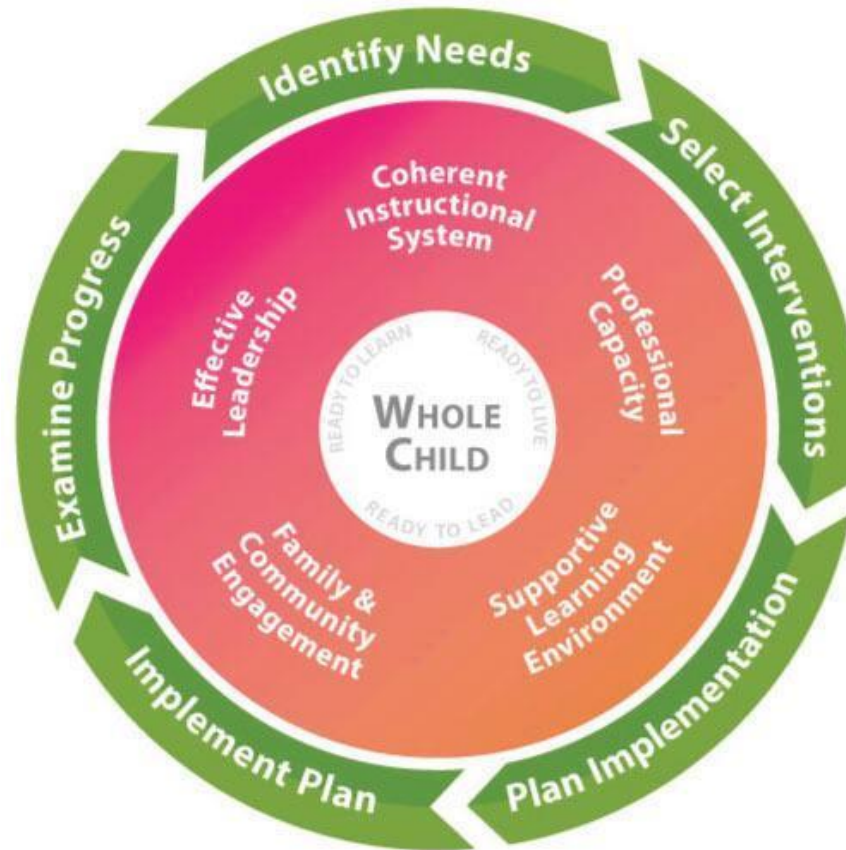 Identify Needs
Select Interventions
Plan Implementation
Implement Plan
Examine Progress
Coherent
Instructional
System
Professional
Capacity
Supportive
Learning
Environment
Family &
Community
Engagement
Effective
Leadership
READY TO LEARN
READY TO LIVE
READY TO LEAD
WHOLE
CHILD